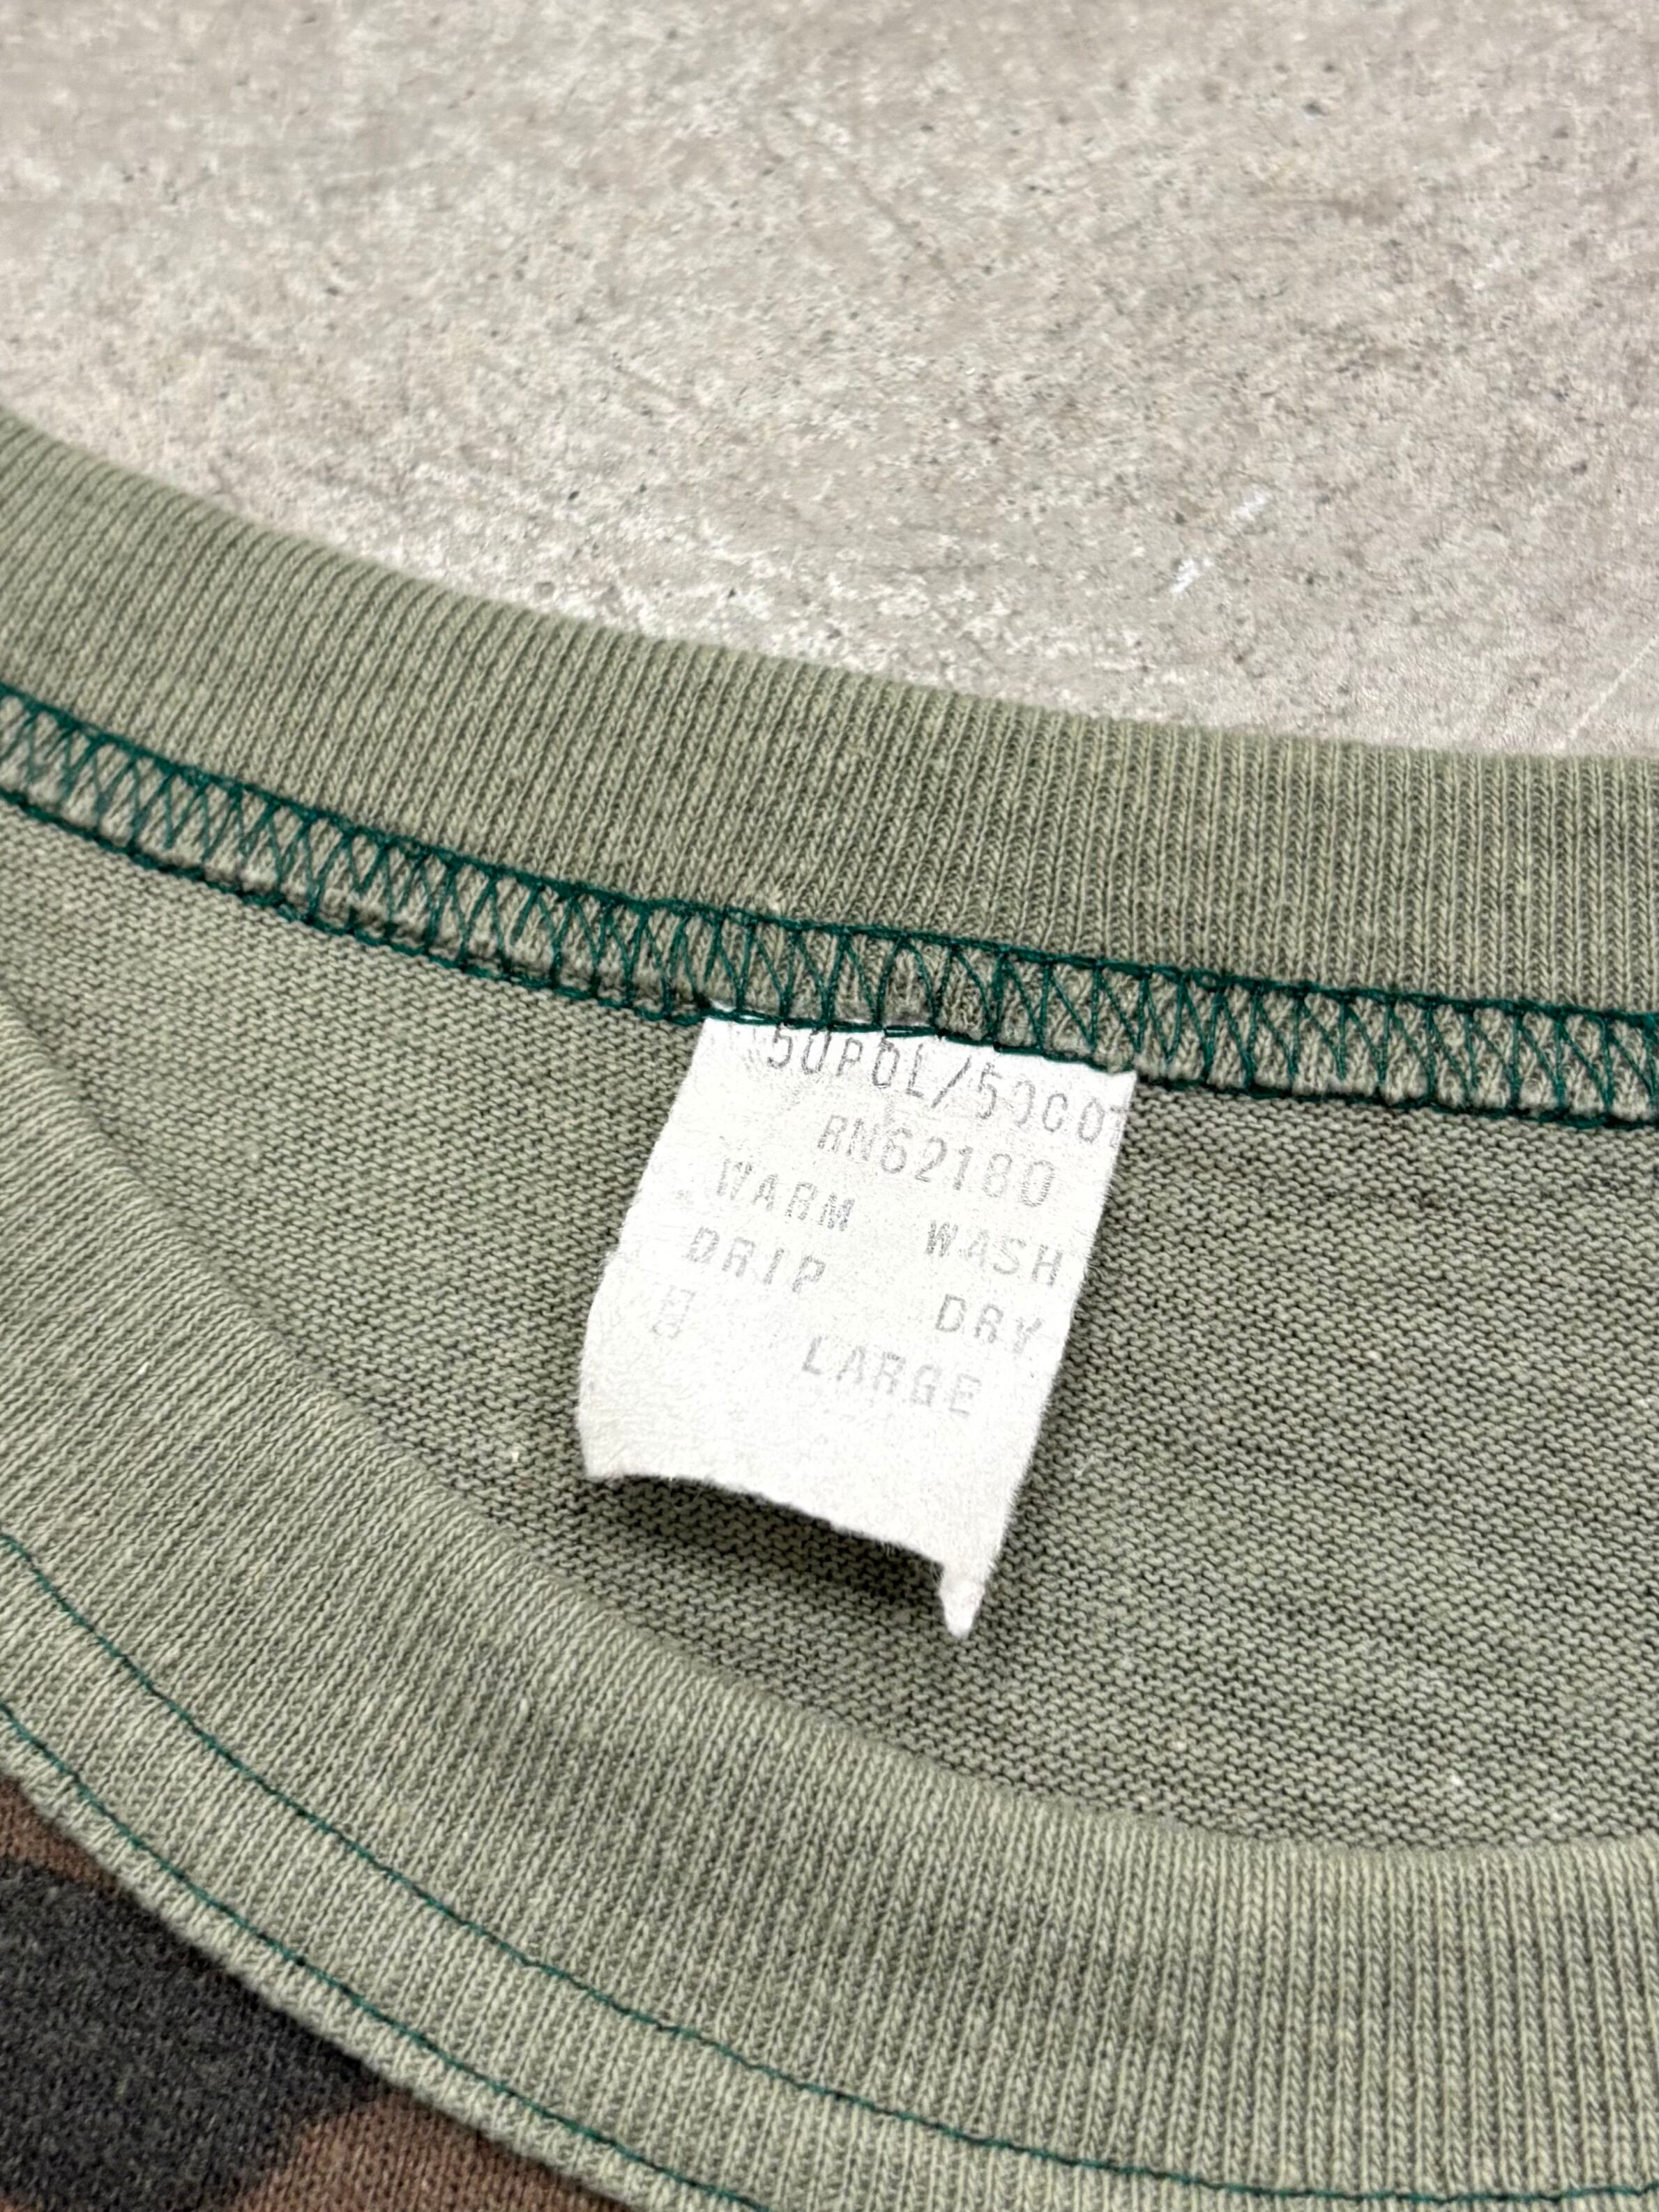 50POL/50COT
RN62180
WARM WASH
DRIP DRY
LARGE